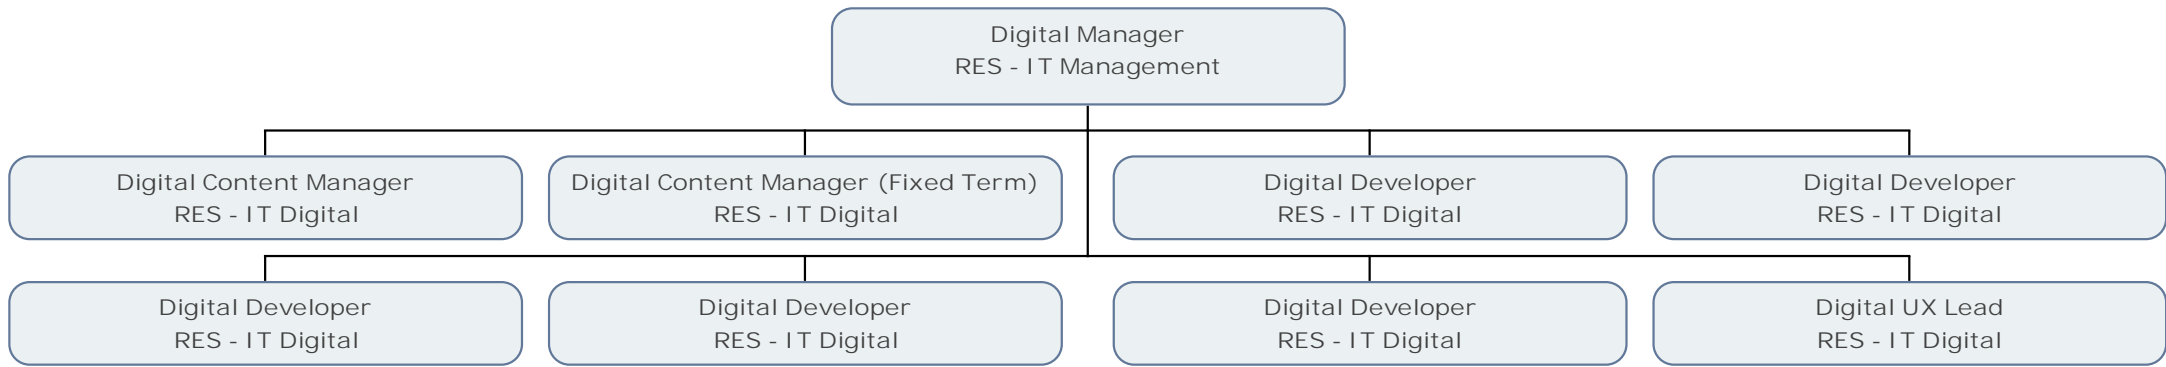 Digital Manager
RES - IT Management
Digital Content Manager
RES - IT Digital
Digital Content Manager (Fixed Term)
RES - IT Digital
Digital Developer
RES - IT Digital
Digital Developer
RES - IT Digital
Digital Developer
RES - IT Digital
Digital Developer
RES - IT Digital
Digital Developer
RES - IT Digital
Digital UX Lead
RES - IT Digital